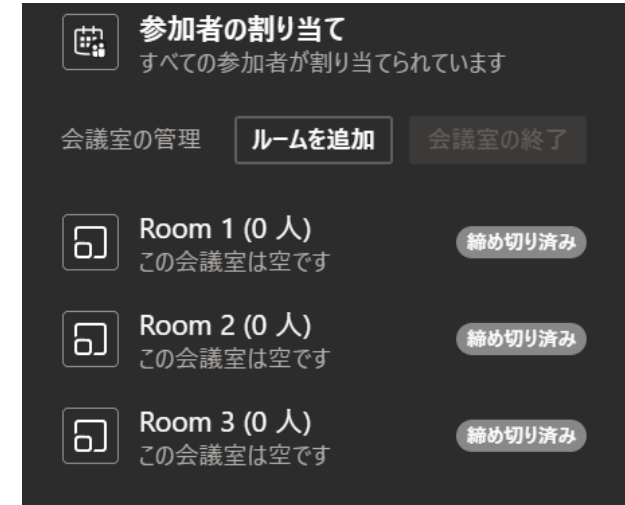 参加者の割り当て
すべての参加者が割り当てられています
会議室の管理 ルームを追加 会議室の終了
Room 1 (0 人)
この会議室は空です
締め切り済み
Room 2 (0 人)
この会議室は空です
締め切り済み
Room 3 (0 人)
この会議室は空です
締め切り済み